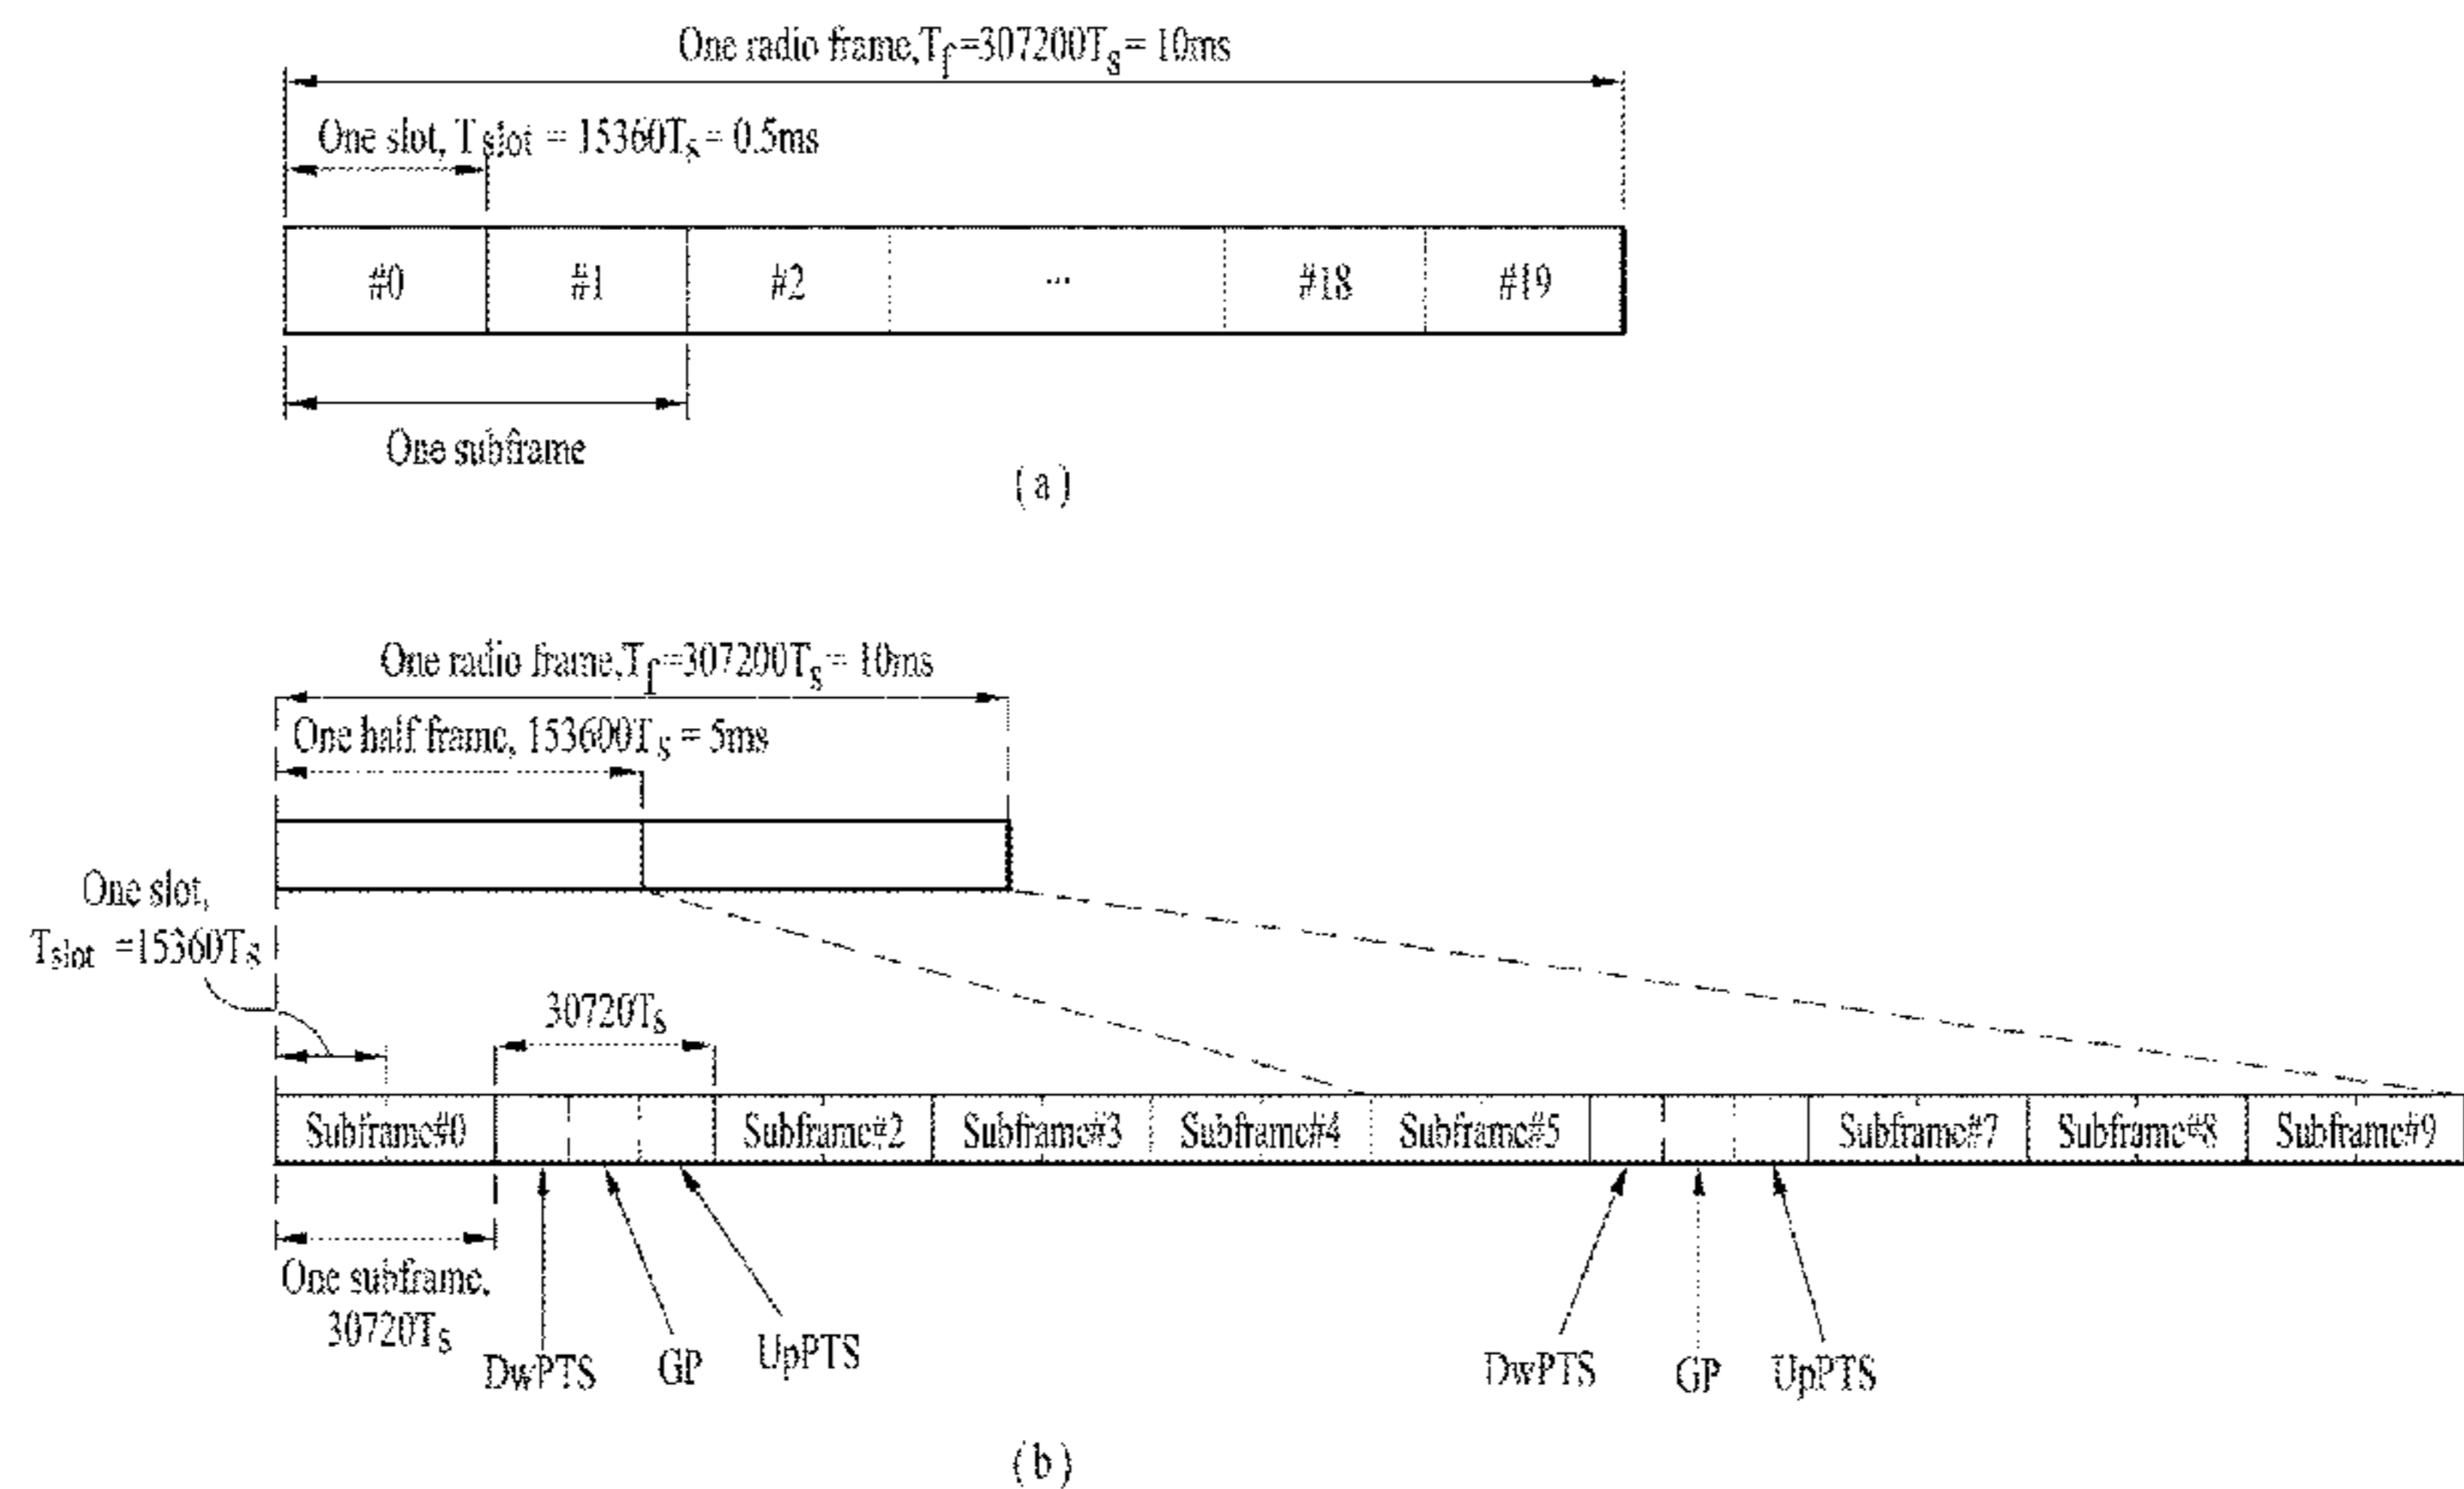 One radio frame,Tf=307200Ts= 10ms
One slot, Tslot = 15360Ts= 0.5ms
#0 #1 #2 ... #18 #19
One subframe
(a)
One radio frame,Tf=307200Ts= 10ms
One half frame, 153600Ts = 5ms
One slot,
Tslot =15360Ts
30720Ts
Subframe#0 Subframe#2 Subframe#3 Subframe#4 Subframe#5 Subframe#7 Subframe#8 Subframe#9
One subframe,
30720Ts
DwPTS GP UpPTS DwPTS GP UpPTS
(b)